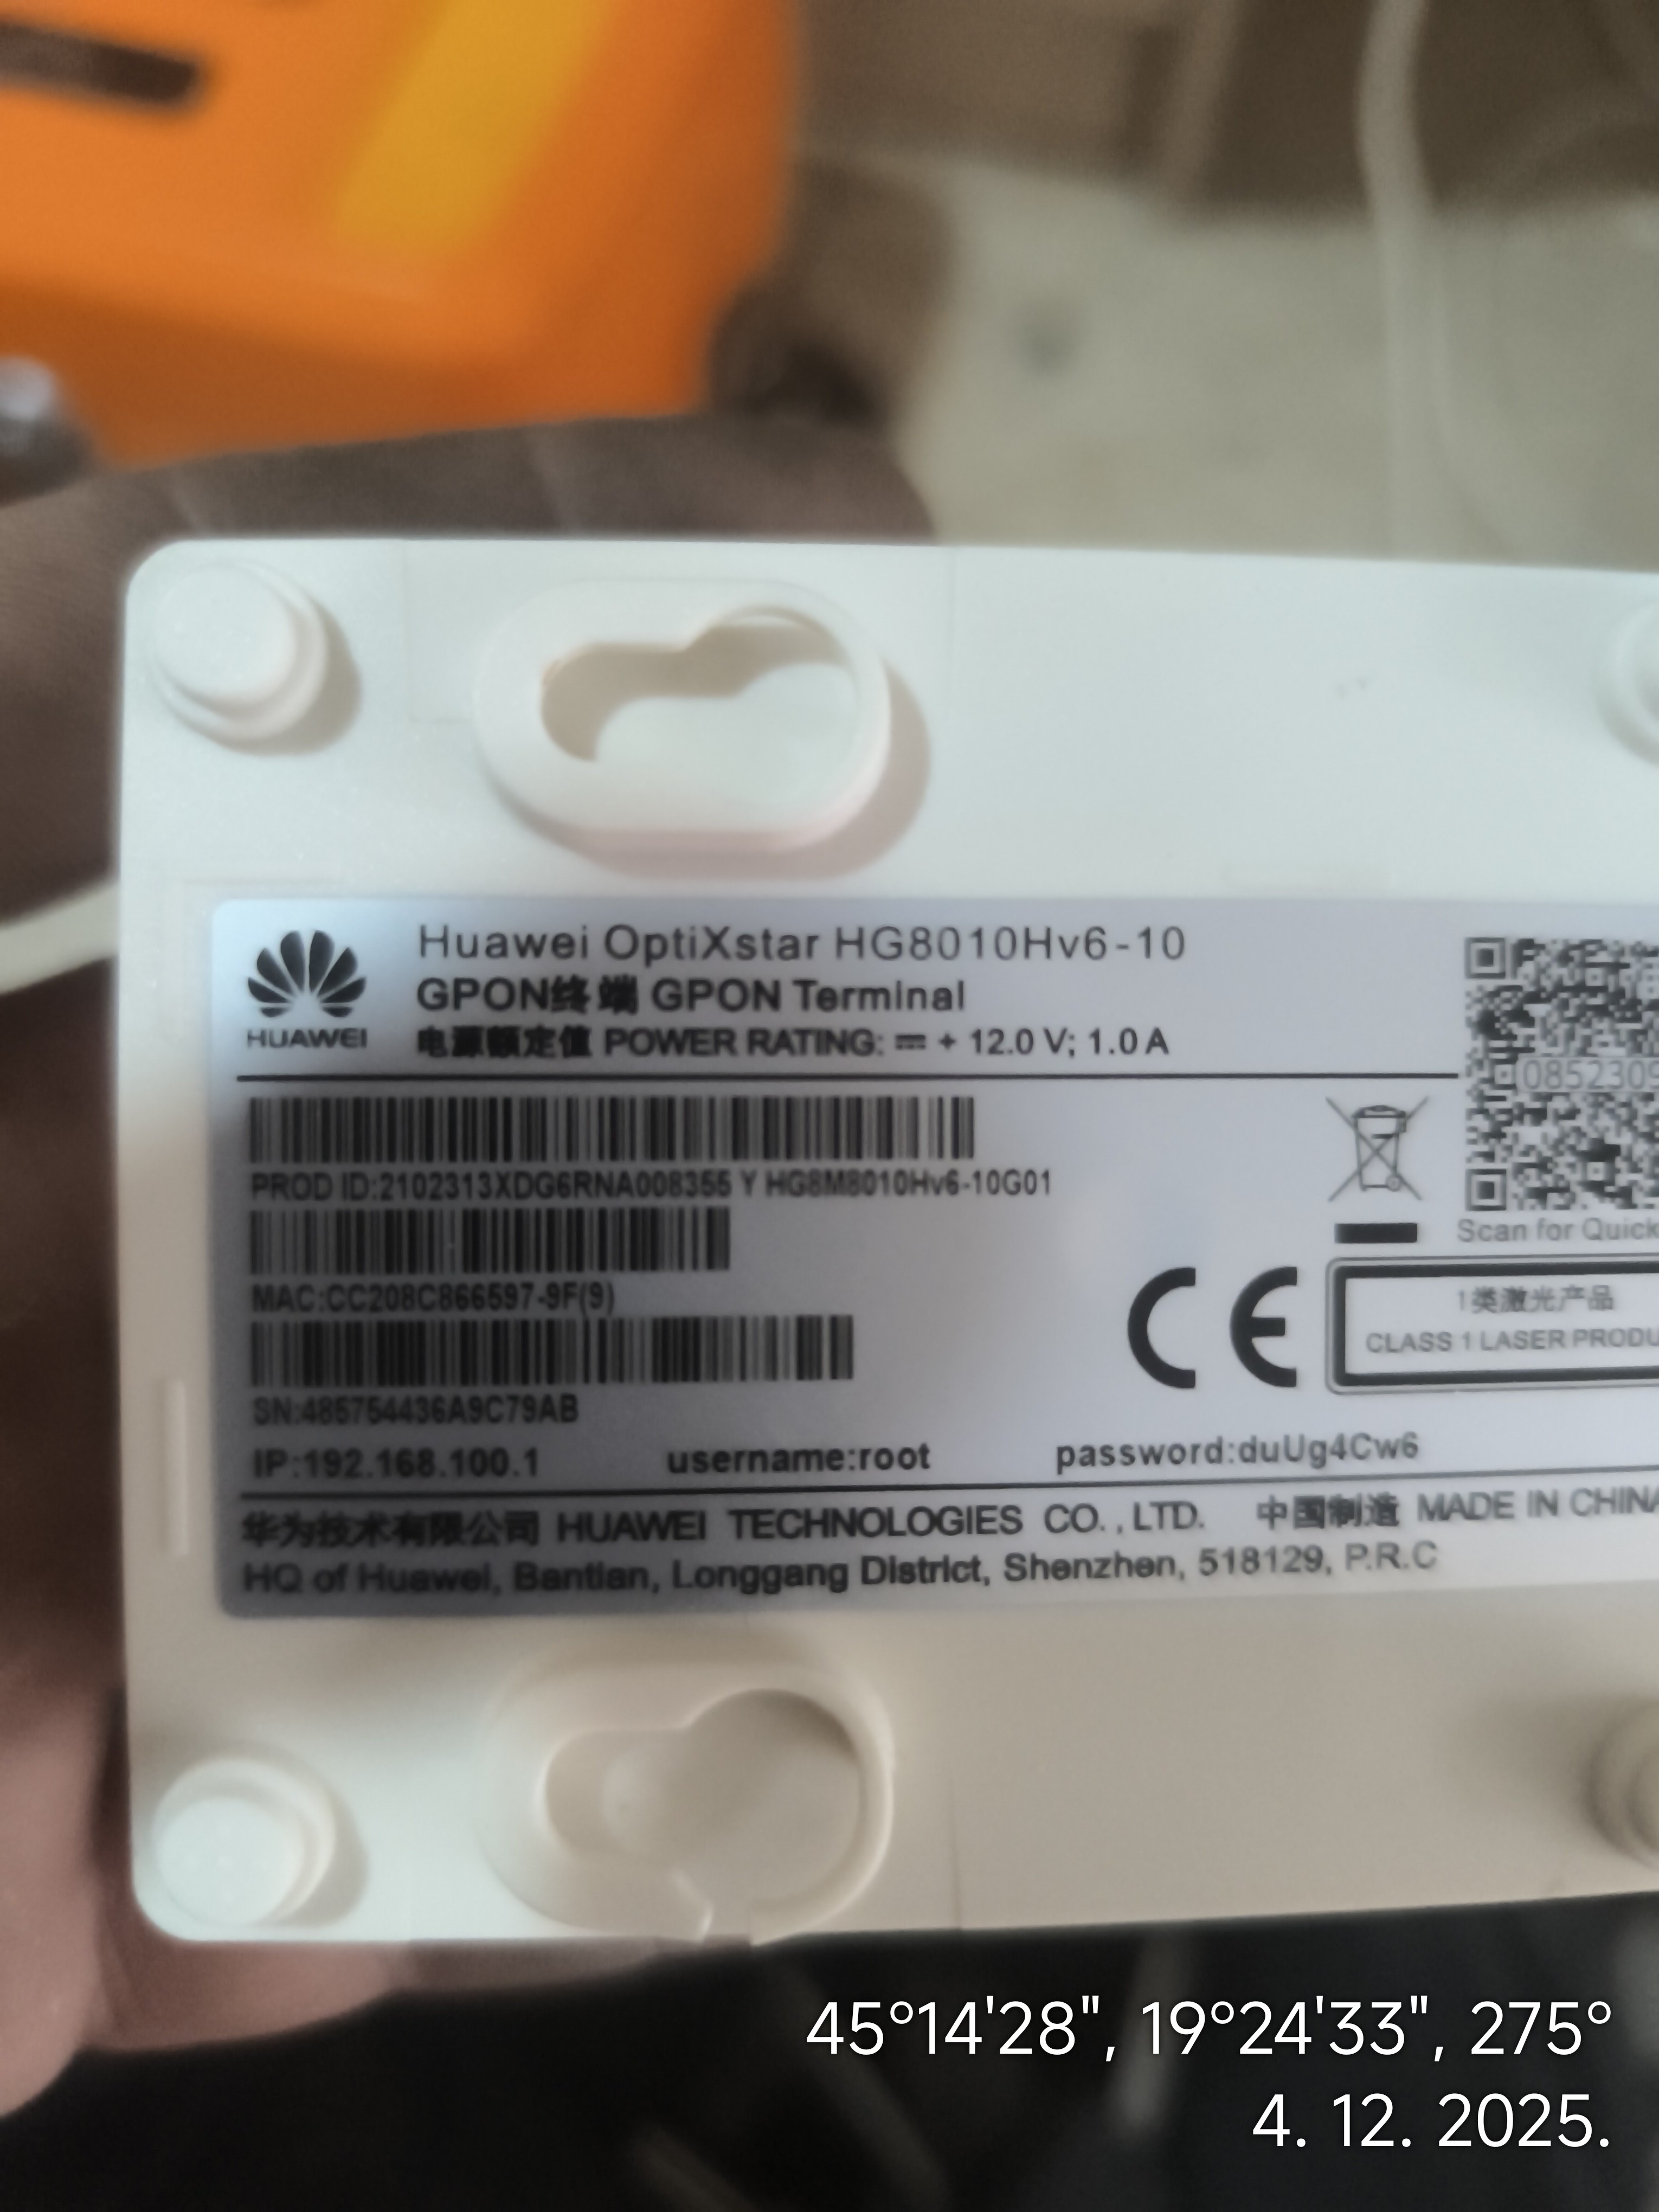 Huawei OptiXstar HG8010Hv6-10
GPON终端 GPON Terminal
电源额定值 POWER RATING: ⎓ + 12.0 V; 1.0 A
HUAWEI
0852309
PROD ID:2102313XDG6RNA008355 Y HG8M8010Hv6-10G01
Scan for Quick
MAC:CC208C866597-9F(9)
CE
1类激光产品
CLASS 1 LASER PRODU
SN:485754436A9C79AB
IP:192.168.100.1 username:root password:duUg4Cw6
华为技术有限公司 HUAWEI TECHNOLOGIES CO., LTD. 中国制造 MADE IN CHINA
HQ of Huawei, Bantian, Longgang District, Shenzhen, 518129, P.R.C
45°14'28", 19°24'33", 275°
4. 12. 2025.